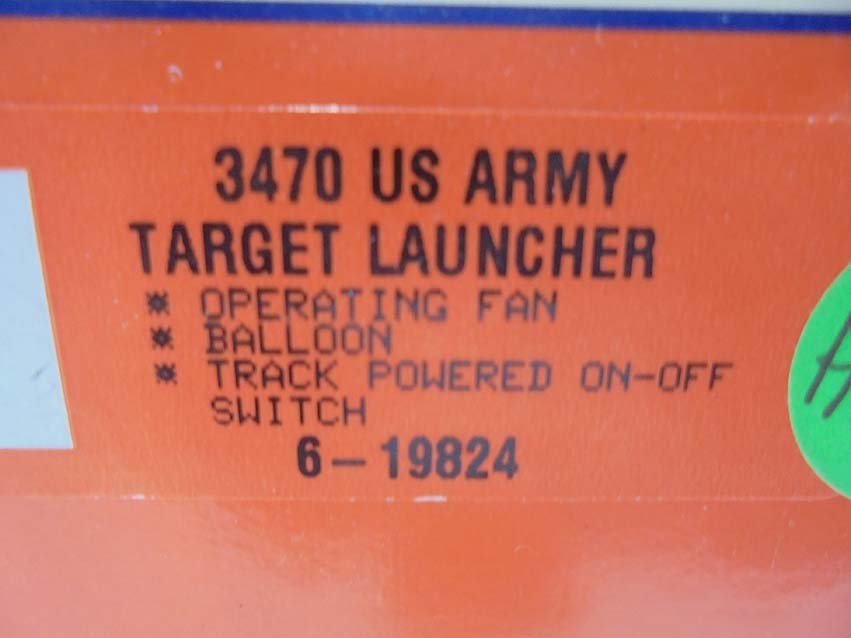 3470 US ARMY
TARGET LAUNCHER
* OPERATING FAN
* BALLOON
* TRACK POWERED ON-OFF
SWITCH
6-19824